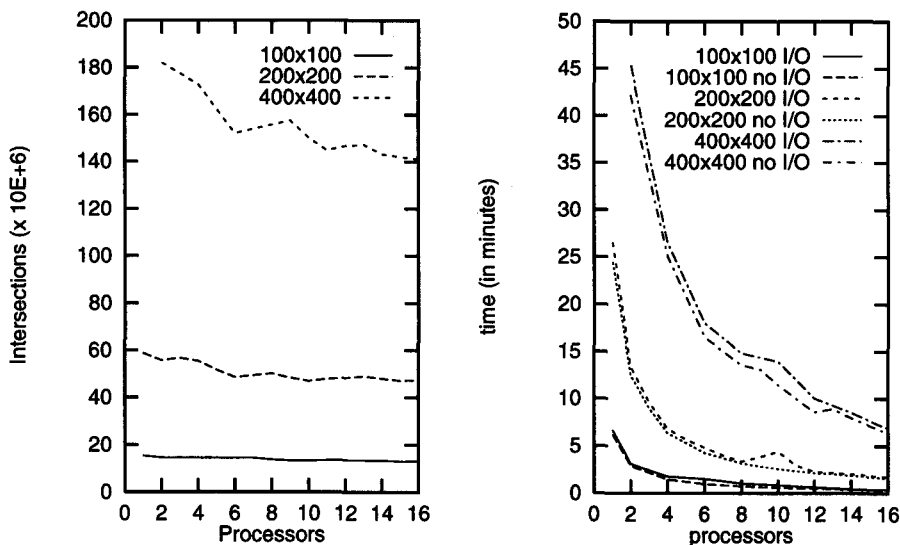 200
180
160
140
120
100
80
60
40
20
0
0 2 4 6 8 10 12 14 16
Intersections (x 10E+6)
Processors
100x100
200x200
400x400
50
45
40
35
30
25
20
15
10
5
0
0 2 4 6 8 10 12 14 16
time (in minutes)
processors
100x100 I/O
100x100 no I/O
200x200 I/O
200x200 no I/O
400x400 I/O
400x400 no I/O